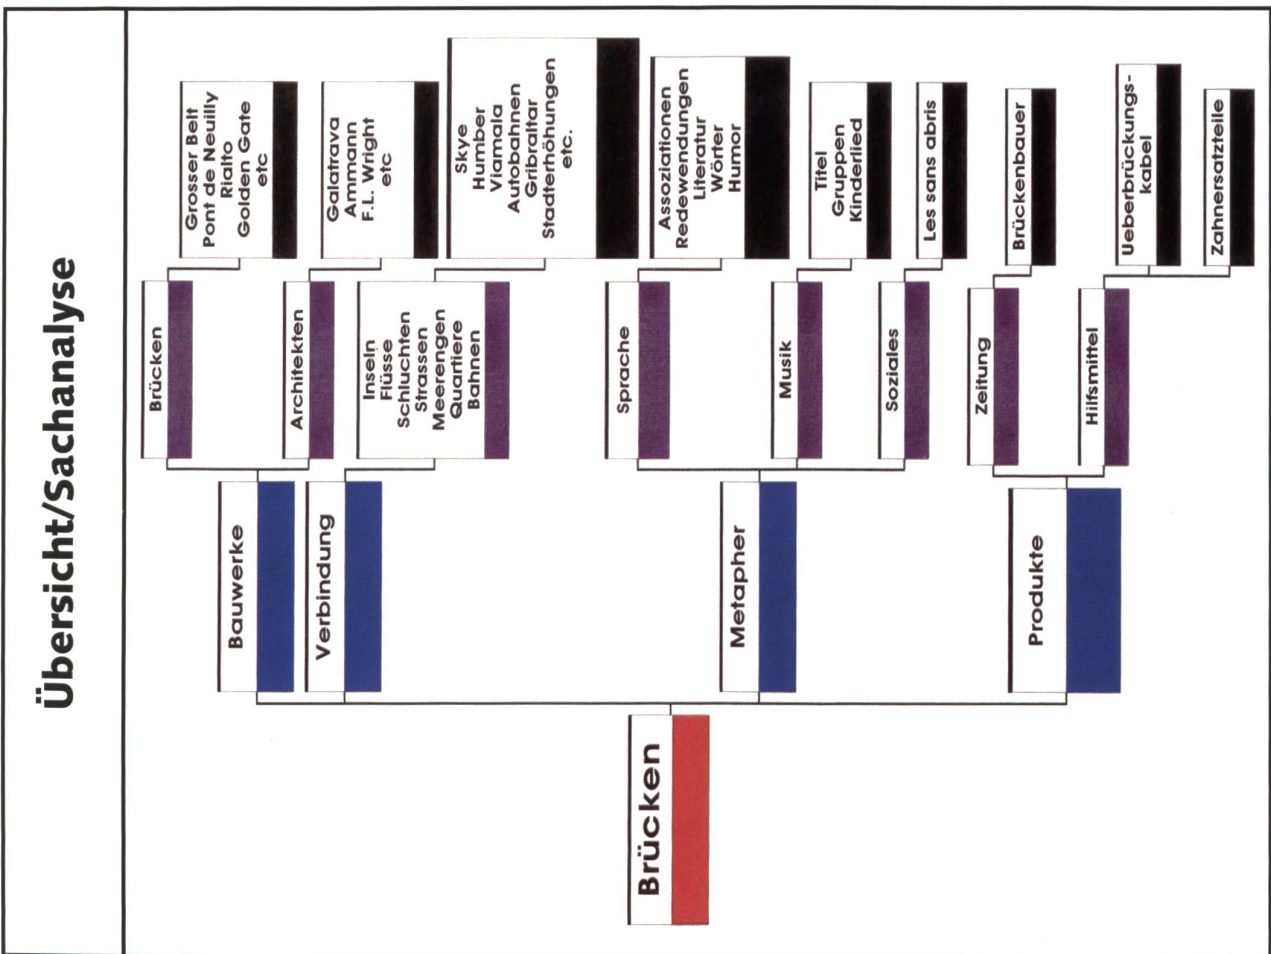 Übersicht/Sachanalyse
Brücken
Bauwerke
Verbindung
Metapher
Produkte
Brücken
Architekten
Inseln
Flüsse
Schluchten
Strassen
Meerengen
Quartiere
Bahnen
Sprache
Musik
Soziales
Zeitung
Hilfsmittel
Grosser Belt
Pont de Neuilly
Rialto
Golden Gate
etc
Galatrava
Ammann
F.L. Wright
etc
Skye
Humber
Viamala
Autobahnen
Gribraltar
Stadterhöhungen
etc.
Assoziationen
Redewendungen
Literatur
Wörter
Humor
Titel
Gruppen
Kinderlied
Les sans abris
Brückenbauer
Ueberbrückungs-
kabel
Zahnersatzteile